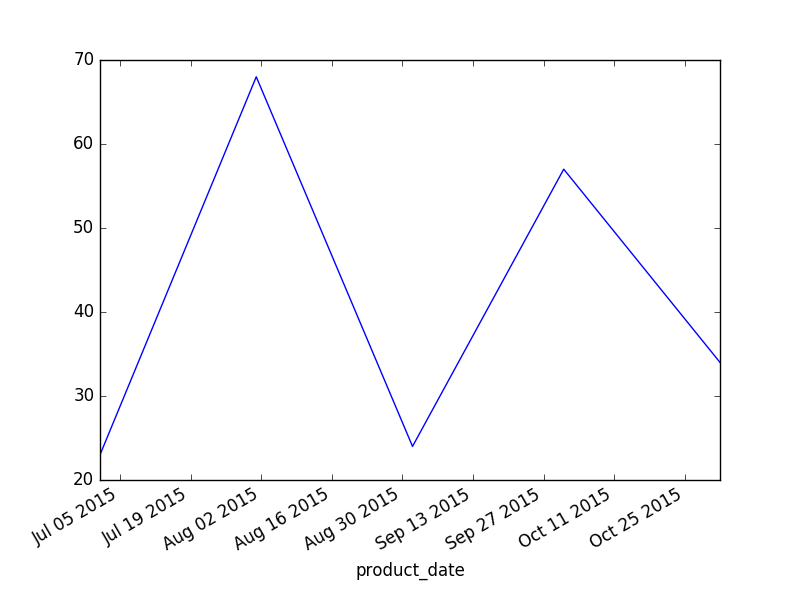 70
60
50
40
30
20
Jul 05 2015
Jul 19 2015
Aug 02 2015
Aug 16 2015
Aug 30 2015
Sep 13 2015
Sep 27 2015
Oct 11 2015
Oct 25 2015
product_date